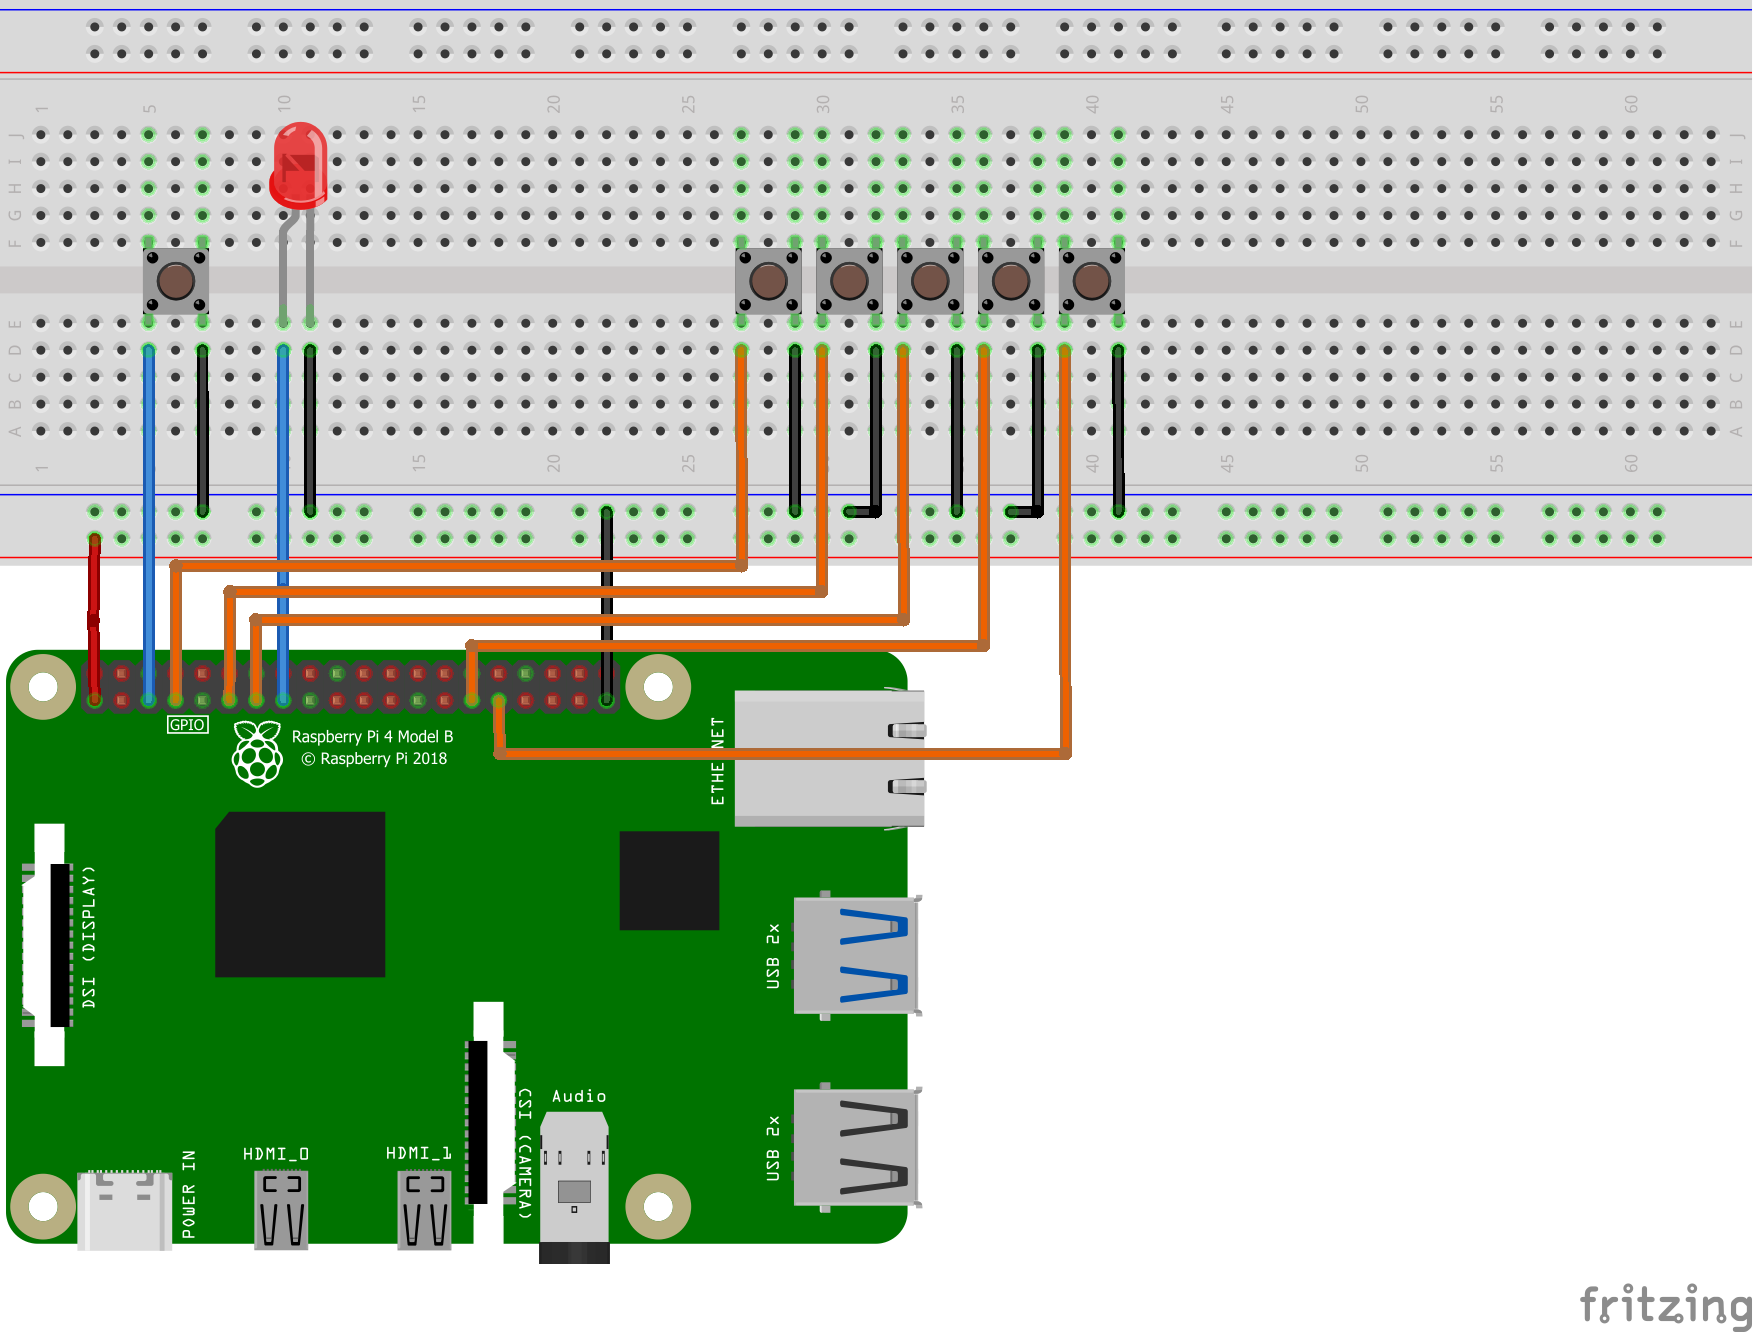 1 5 10 15 20 25 30 35 40 45 50 55 60
J J
I I
H H
G G
F F
E E
D D
C C
B B
A A
1 15 20 25 35 40 45 50 55 60
GPIO
Raspberry Pi 4 Model B
© Raspberry Pi 2018
ETHERNET
DSI (DISPLAY)
USB 2x
Audio
CSI (CAMERA)
USB 2x
HDMI_0
HDMI_1
POWER IN
fritzing